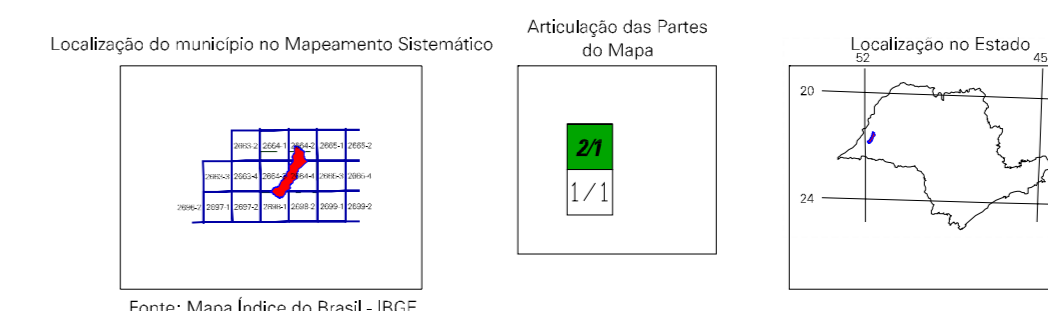 Localização do município no Mapeamento Sistemático
2663-2 2664-1 2664-2 2665-1 2665-2
2663-3 2663-4 2664-4 2665-3 2665-4
2696-2 2697-1 2697-2 2698-1 2698-2 2699-1 2699-2
Fonte: Mapa Índice do Brasil - IBGE
Articulação das Partes
do Mapa
2/1
1/1
Localização no Estado
52 45
20
24